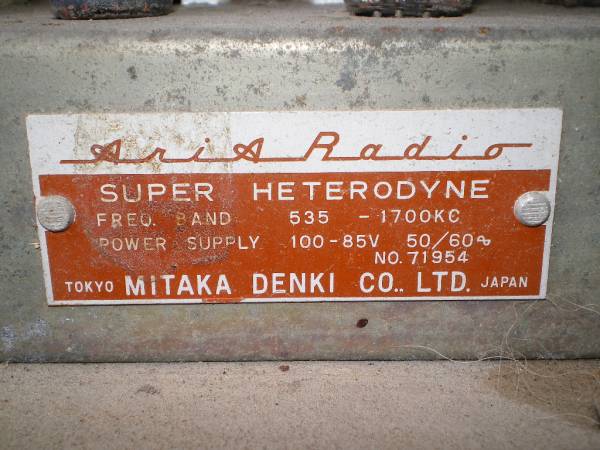 AriA Radio
SUPER HETERODYNE
FREQ. BAND 535 - 1700KC
POWER SUPPLY 100-85V 50/60~
NO.71954
TOKYO MITAKA DENKI CO., LTD. JAPAN